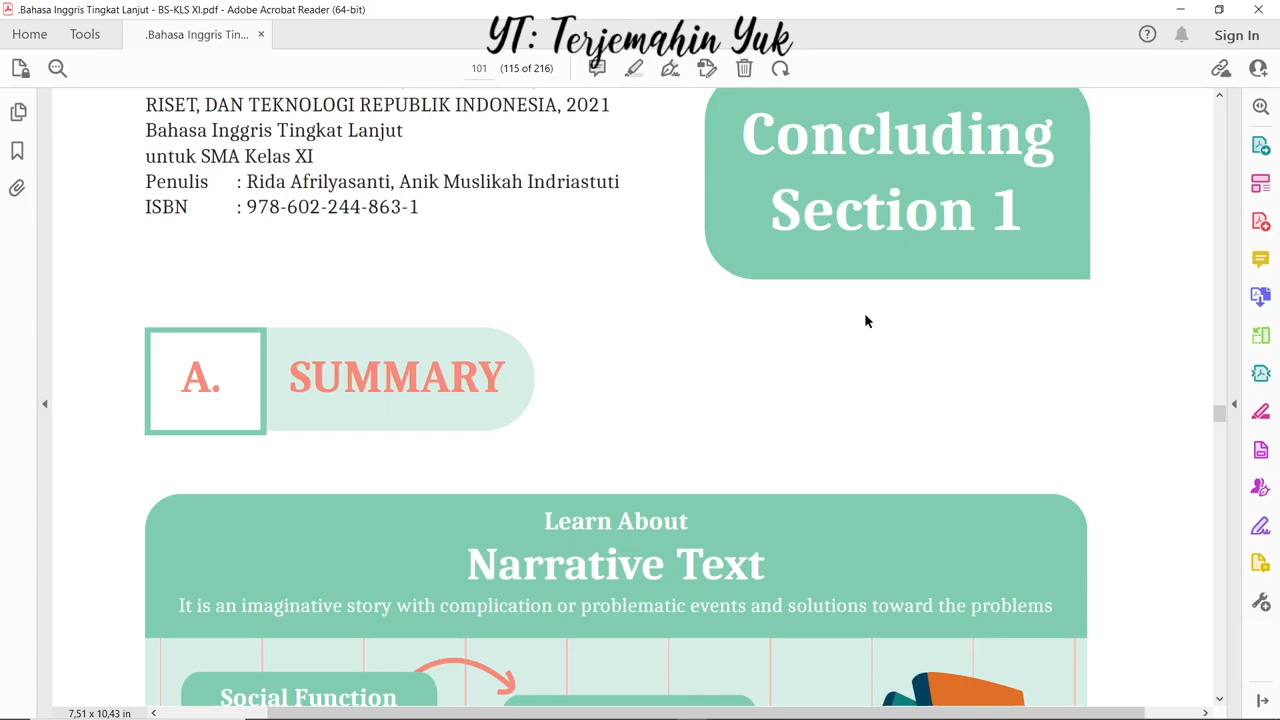 .Bahasa Inggris Tingkat Lanjut - BS-KLS XI.pdf - Adobe Acrobat Reader (64-bit)
YT: Terjemahin Yuk
Home
Tools
.Bahasa Inggris Tin...
Sign In
101
(115 of 216)
RISET, DAN TEKNOLOGI REPUBLIK INDONESIA, 2021
Bahasa Inggris Tingkat Lanjut
untuk SMA Kelas XI
Penulis : Rida Afrilyasanti, Anik Muslikah Indriastuti
ISBN : 978-602-244-863-1
Concluding
Section 1
A. SUMMARY
Learn About
Narrative Text
It is an imaginative story with complication or problematic events and solutions toward the problems
Social Function
7,51 x 10,43 in